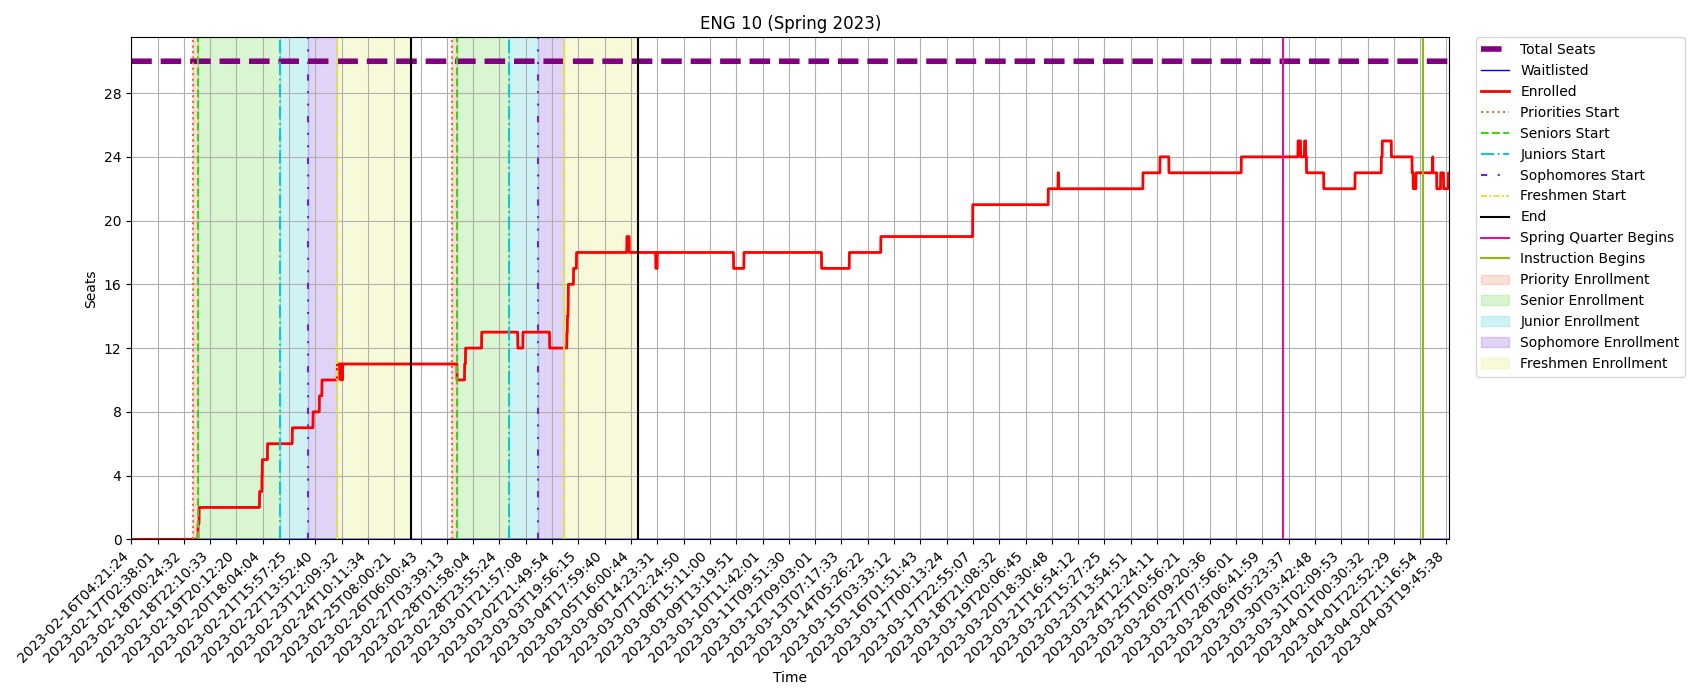 ENG 10 (Spring 2023)
Seats
28
24
20
16
12
8
4
0
2023-02-16T04:21:24
2023-02-17T02:38:01
2023-02-18T00:24:32
2023-02-18T22:10:33
2023-02-19T20:12:20
2023-02-20T18:04:04
2023-02-21T15:57:25
2023-02-22T13:52:40
2023-02-23T12:09:32
2023-02-24T10:11:34
2023-02-25T08:00:21
2023-02-26T06:00:43
2023-02-27T03:39:13
2023-02-28T01:58:04
2023-02-28T23:55:24
2023-03-01T21:57:08
2023-03-02T21:49:54
2023-03-03T19:56:15
2023-03-04T17:59:40
2023-03-05T16:00:44
2023-03-06T14:23:31
2023-03-07T12:24:50
2023-03-08T15:11:00
2023-03-09T13:19:51
2023-03-10T11:42:01
2023-03-11T09:51:30
2023-03-12T09:03:01
2023-03-13T07:17:33
2023-03-14T05:26:22
2023-03-15T03:33:12
2023-03-16T01:51:43
2023-03-17T00:13:24
2023-03-17T22:55:07
2023-03-18T21:08:32
2023-03-19T20:06:45
2023-03-20T18:30:48
2023-03-21T16:54:12
2023-03-22T15:27:25
2023-03-23T13:54:51
2023-03-24T12:24:11
2023-03-25T10:56:21
2023-03-26T09:20:36
2023-03-27T07:56:01
2023-03-28T06:41:59
2023-03-29T05:23:37
2023-03-30T03:42:48
2023-03-31T02:09:53
2023-04-01T00:30:32
2023-04-01T22:52:29
2023-04-02T21:16:54
2023-04-03T19:45:38
Time
Total Seats
Waitlisted
Enrolled
Priorities Start
Seniors Start
Juniors Start
Sophomores Start
Freshmen Start
End
Spring Quarter Begins
Instruction Begins
Priority Enrollment
Senior Enrollment
Junior Enrollment
Sophomore Enrollment
Freshmen Enrollment